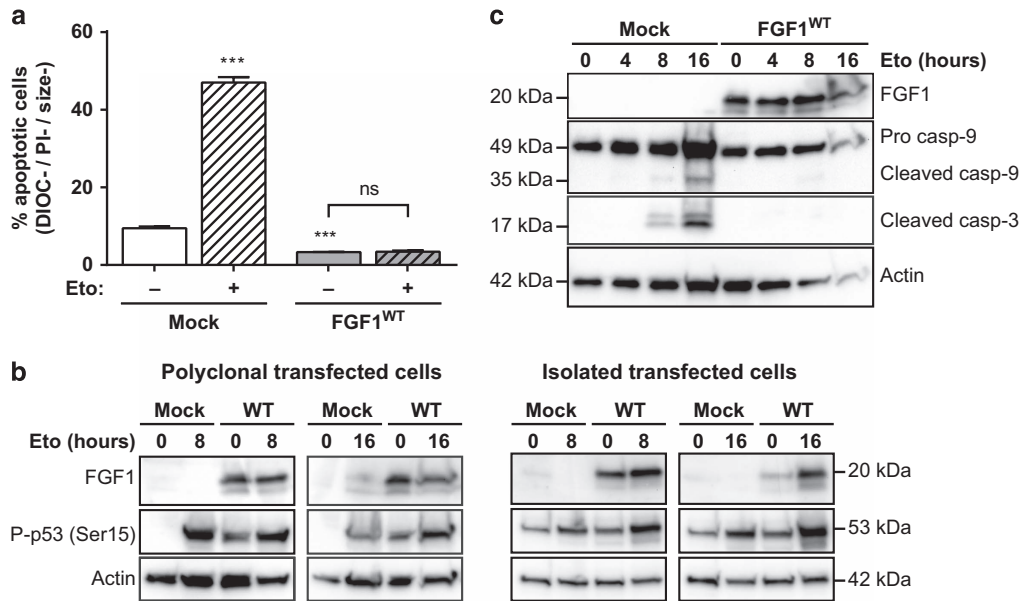 a
% apoptotic cells
(DIOC- / PI- / size-)
60
40
20
0
***
***
ns
Eto: – + – +
Mock FGF1WT
c
Mock FGF1WT
0 4 8 16 0 4 8 16 Eto (hours)
20 kDa FGF1
49 kDa Pro casp-9
35 kDa Cleaved casp-9
17 kDa Cleaved casp-3
42 kDa Actin
b
Polyclonal transfected cells Isolated transfected cells
Mock WT Mock WT Mock WT Mock WT
Eto (hours) 0 8 0 8 0 16 0 16 0 8 0 8 0 16 0 16
FGF1 20 kDa
P-p53 (Ser15) 53 kDa
Actin 42 kDa